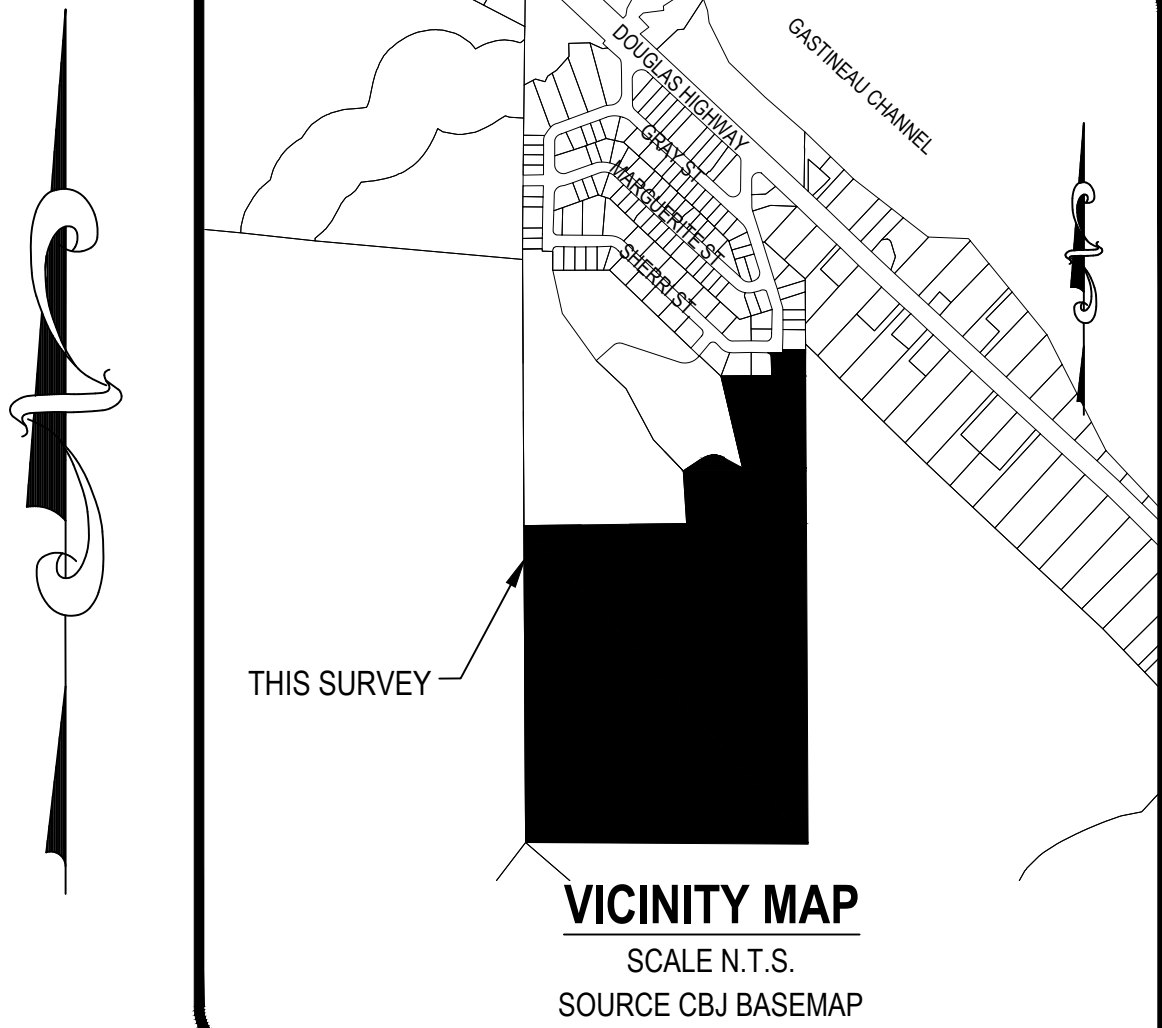 GASTINEAU CHANNEL
DOUGLAS HIGHWAY
GRAY ST
MARGUERITE ST
SHERRI ST
THIS SURVEY
VICINITY MAP
SCALE N.T.S.
SOURCE CBJ BASEMAP